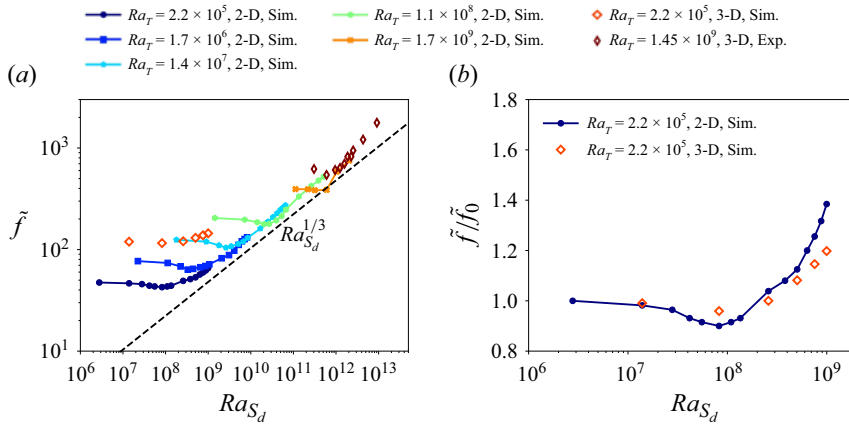 Ra_T = 2.2 × 10^5, 2-D, Sim.
Ra_T = 1.1 × 10^8, 2-D, Sim.
Ra_T = 2.2 × 10^5, 3-D, Sim.
Ra_T = 1.7 × 10^6, 2-D, Sim.
Ra_T = 1.7 × 10^9, 2-D, Sim.
Ra_T = 1.45 × 10^9, 3-D, Exp.
Ra_T = 1.4 × 10^7, 2-D, Sim.
(a)
10^3
10^2
10^1
f̃
Ra_{S_d}^{1/3}
10^6 10^7 10^8 10^9 10^10 10^11 10^12 10^13
Ra_{S_d}
(b)
1.8
1.6
1.4
1.2
1.0
0.8
f̃/f̃_0
Ra_T = 2.2 × 10^5, 2-D, Sim.
Ra_T = 2.2 × 10^5, 3-D, Sim.
10^6 10^7 10^8 10^9
Ra_{S_d}